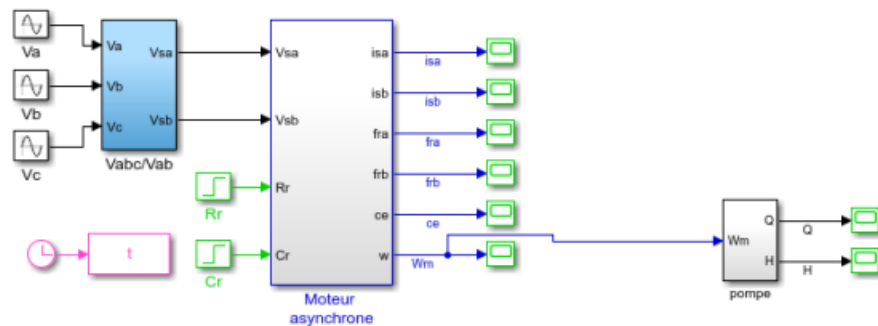 Va
Vb
Vc
Va
Vb
Vc
Vsa
Vsb
Vabc/Vab
t
Rr
Cr
Vsa
Vsb
Rr
Cr
isa
isb
fra
frb
ce
w
Moteur
asynchrone
isa
isb
fra
frb
ce
Wm
Wm
Q
H
pompe
Q
H